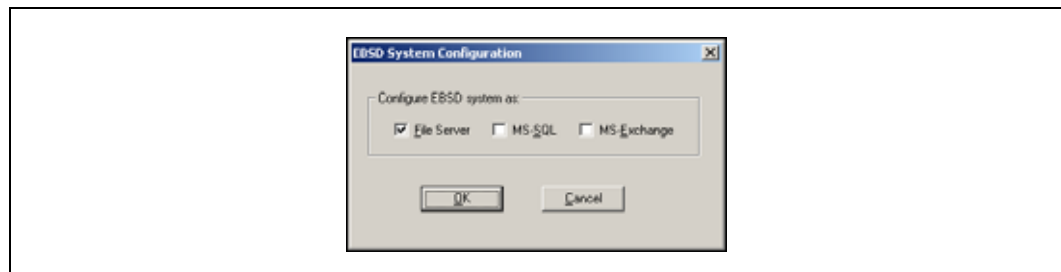 EBSD System Configuration
Configure EBSD system as:
File Server MS-SQL MS-Exchange
OK Cancel